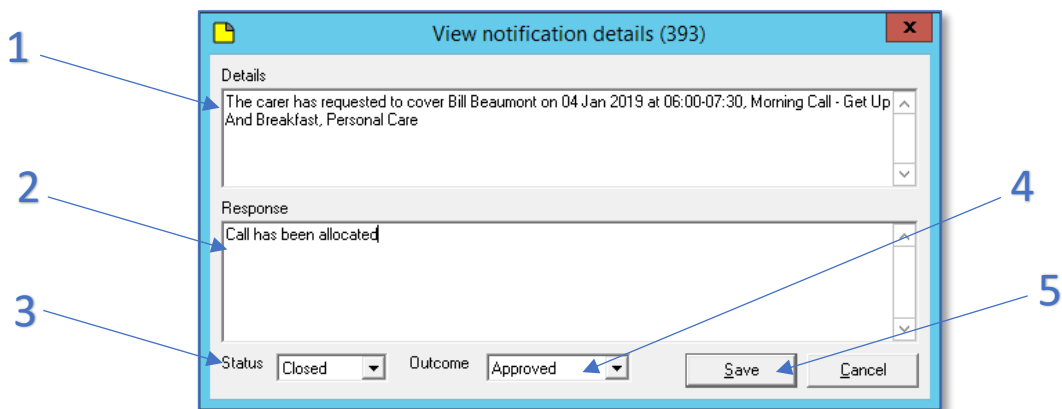 View notification details (393)
x
1
Details
The carer has requested to cover Bill Beaumont on 04 Jan 2019 at 06:00-07:30, Morning Call - Get Up
And Breakfast, Personal Care
2
4
Response
Call has been allocated
3
5
Status Closed Outcome Approved Save Cancel